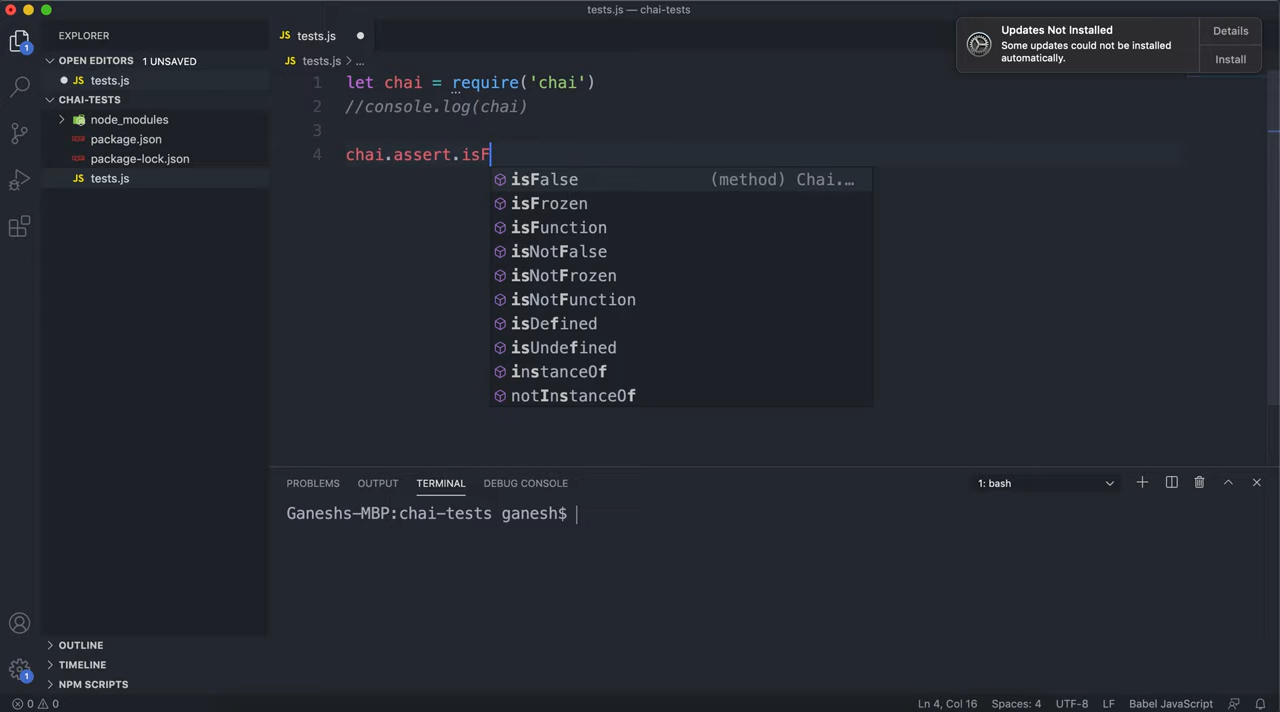 tests.js — chai-tests
EXPLORER
OPEN EDITORS 1 UNSAVED
tests.js
CHAI-TESTS
node_modules
package.json
package-lock.json
JS tests.js
OUTLINE
TIMELINE
NPM SCRIPTS
1
1
JS tests.js
JS tests.js > ...
1 let chai = require('chai')
2 //console.log(chai)
3
4 chai.assert.isF
isFalse (method) Chai.…
isFrozen
isFunction
isNotFalse
isNotFrozen
isNotFunction
isDefined
isUndefined
instanceOf
notInstanceOf
Updates Not Installed
Some updates could not be installed
automatically.
Details
Install
PROBLEMS OUTPUT TERMINAL DEBUG CONSOLE 1: bash
Ganeshs-MBP:chai-tests ganesh$
0 0 Ln 4, Col 16 Spaces: 4 UTF-8 LF Babel JavaScript